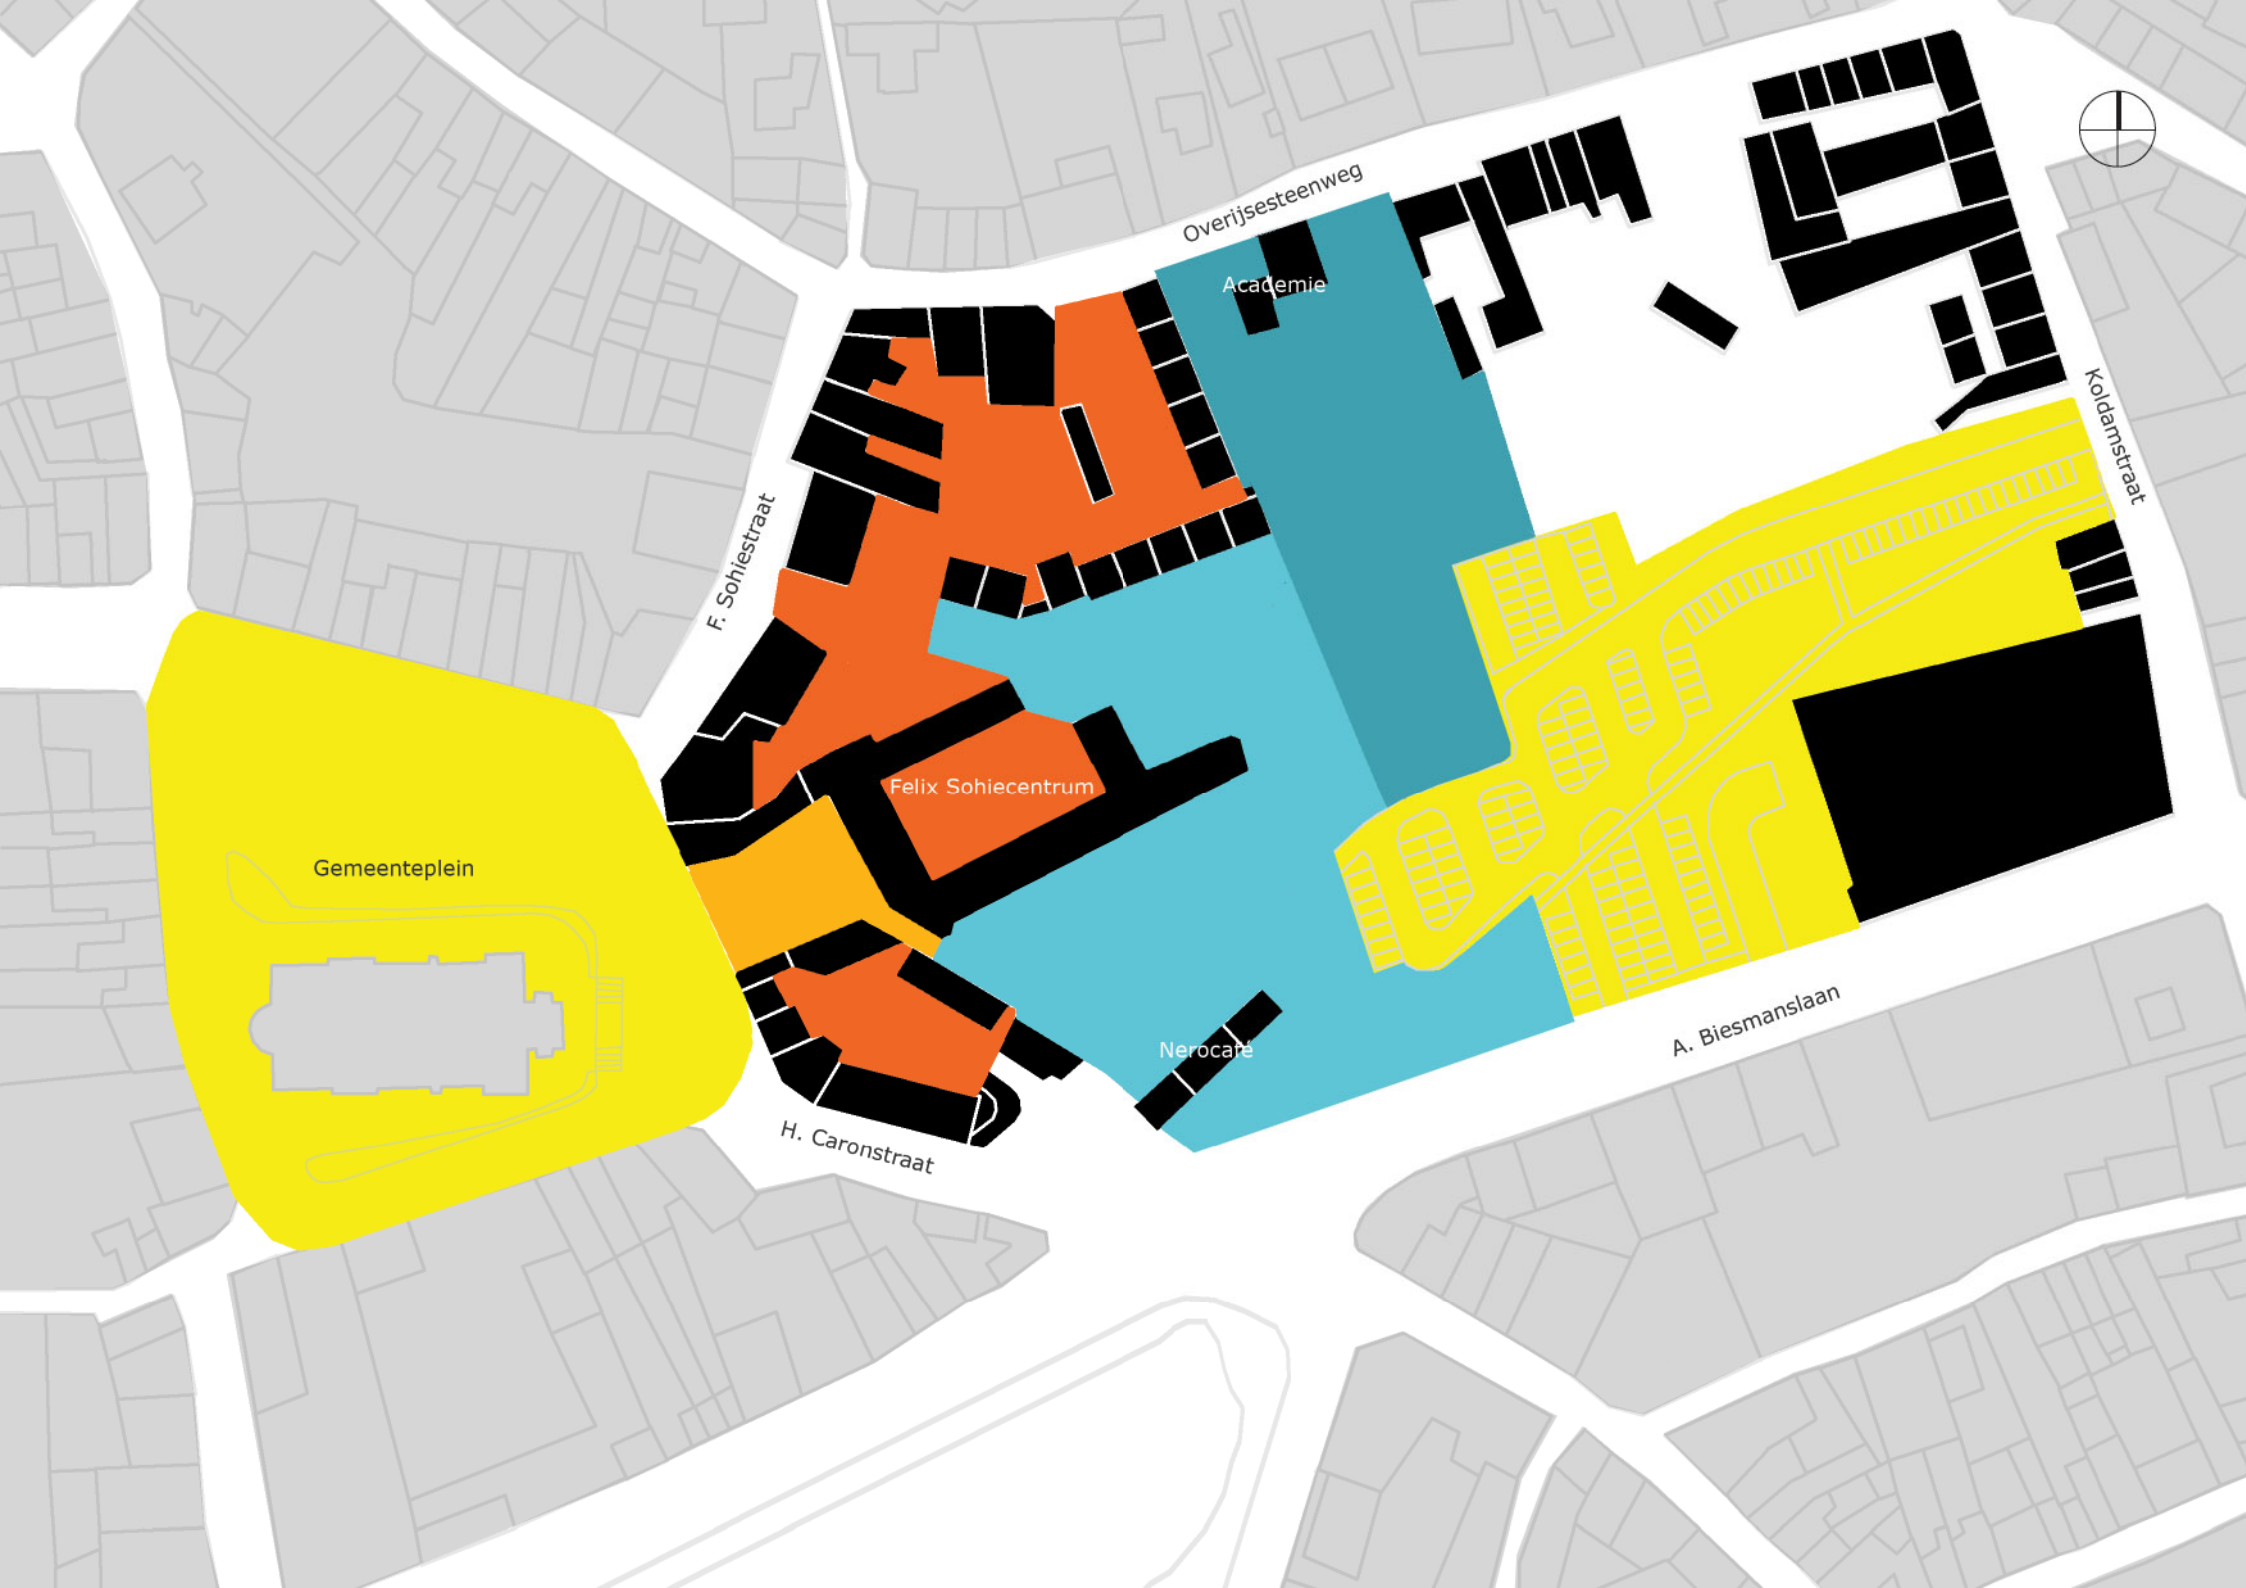 Overijsesteenweg
Academie
Koldamstraat
F. Sohiestraat
Felix Sohiecentrum
Gemeenteplein
A. Biesmanslaan
Nerocafé
H. Caronstraat